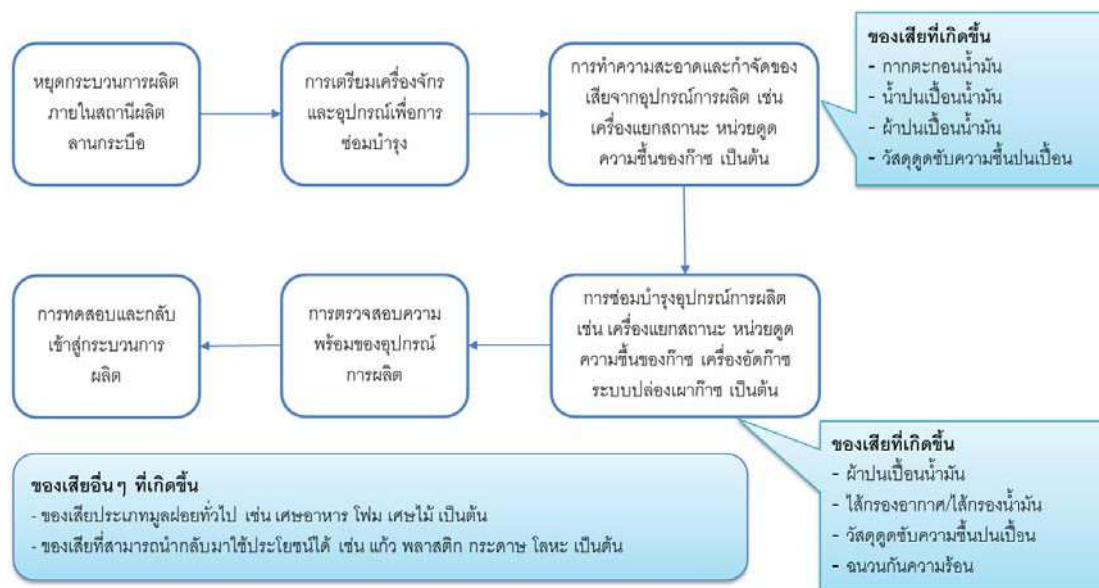 หยุดกระบวนการผลิต
ภายในสถานีผลิต
ลานกระบือ
การเตรียมเครื่องจักร
และอุปกรณ์เพื่อการ
ซ่อมบำรุง
การทำความสะอาดและกำจัดของ
เสียจากอุปกรณ์การผลิต เช่น
เครื่องแยกสถานะ หน่วยดูด
ความชื้นของก๊าซ เป็นต้น
ของเสียที่เกิดขึ้น
- กากตะกอนน้ำมัน
- น้ำปนเปื้อนน้ำมัน
- ผ้าปนเปื้อนน้ำมัน
- วัสดุดูดซับความชื้นปนเปื้อน
การซ่อมบำรุงอุปกรณ์การผลิต
เช่น เครื่องแยกสถานะ หน่วยดูด
ความชื้นของก๊าซ เครื่องอัดก๊าซ
ระบบปล่องเผาก๊าซ เป็นต้น
การตรวจสอบความ
พร้อมของอุปกรณ์
การผลิต
การทดสอบและกลับ
เข้าสู่กระบวนการ
ผลิต
ของเสียที่เกิดขึ้น
- ผ้าปนเปื้อนน้ำมัน
- ไส้กรองอากาศ/ไส้กรองน้ำมัน
- วัสดุดูดซับความชื้นปนเปื้อน
- ฉนวนกันความร้อน
ของเสียอื่นๆ ที่เกิดขึ้น
- ของเสียประเภทมูลฝอยทั่วไป เช่น เศษอาหาร โฟม เศษไม้ เป็นต้น
- ของเสียที่สามารถนำกลับมาใช้ประโยชน์ได้ เช่น แก้ว พลาสติก กระดาษ โลหะ เป็นต้น